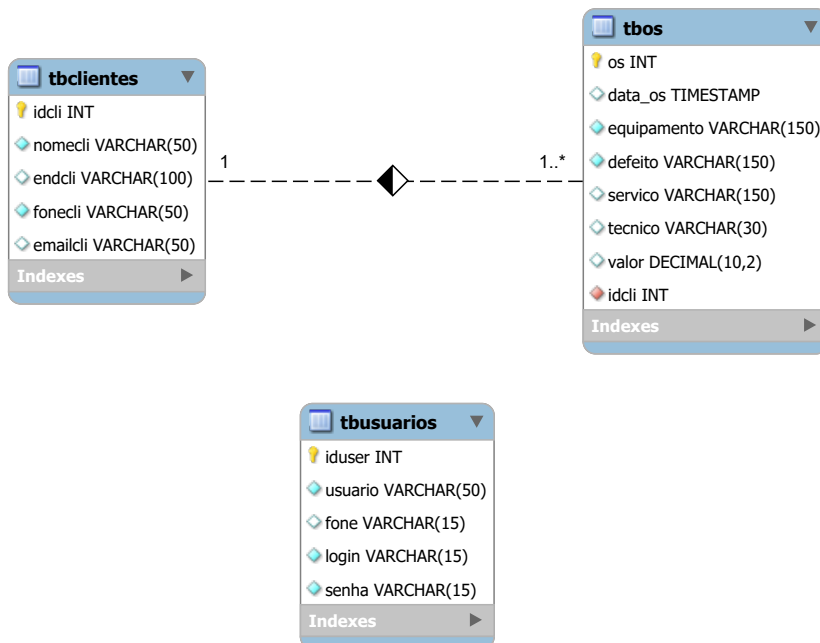 tbclientes
idcli INT
nomecli VARCHAR(50)
endcli VARCHAR(100)
fonecli VARCHAR(50)
emailcli VARCHAR(50)
Indexes
1
1..*
tbos
os INT
data_os TIMESTAMP
equipamento VARCHAR(150)
defeito VARCHAR(150)
servico VARCHAR(150)
tecnico VARCHAR(30)
valor DECIMAL(10,2)
idcli INT
Indexes
tbusuarios
iduser INT
usuario VARCHAR(50)
fone VARCHAR(15)
login VARCHAR(15)
senha VARCHAR(15)
Indexes